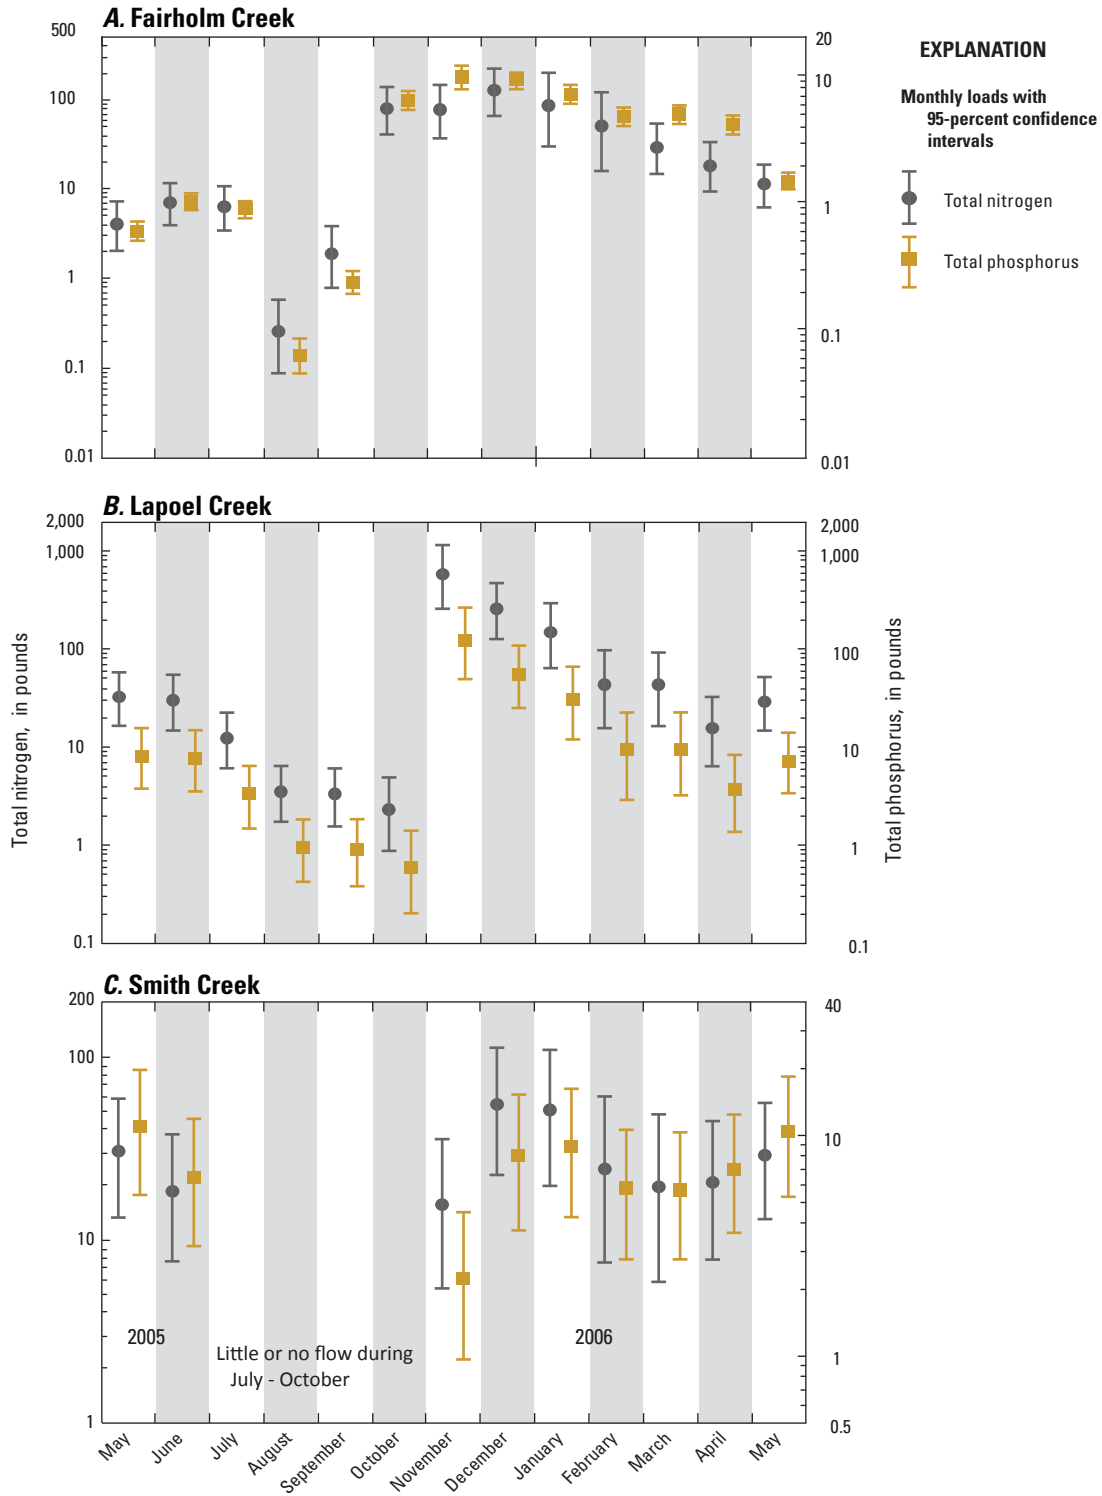 A. Fairholm Creek
500
100
10
1
0.1
0.01
20
10
1
0.1
0.01
EXPLANATION
Monthly loads with
95-percent confidence
intervals
Total nitrogen
Total phosphorus
B. Lapoel Creek
2,000
1,000
100
10
1
0.1
2,000
1,000
100
10
1
0.1
Total nitrogen, in pounds
Total phosphorus, in pounds
C. Smith Creek
200
100
10
1
40
10
1
0.5
2005
2006
Little or no flow during
July - October
May
June
July
August
September
October
November
December
January
February
March
April
May